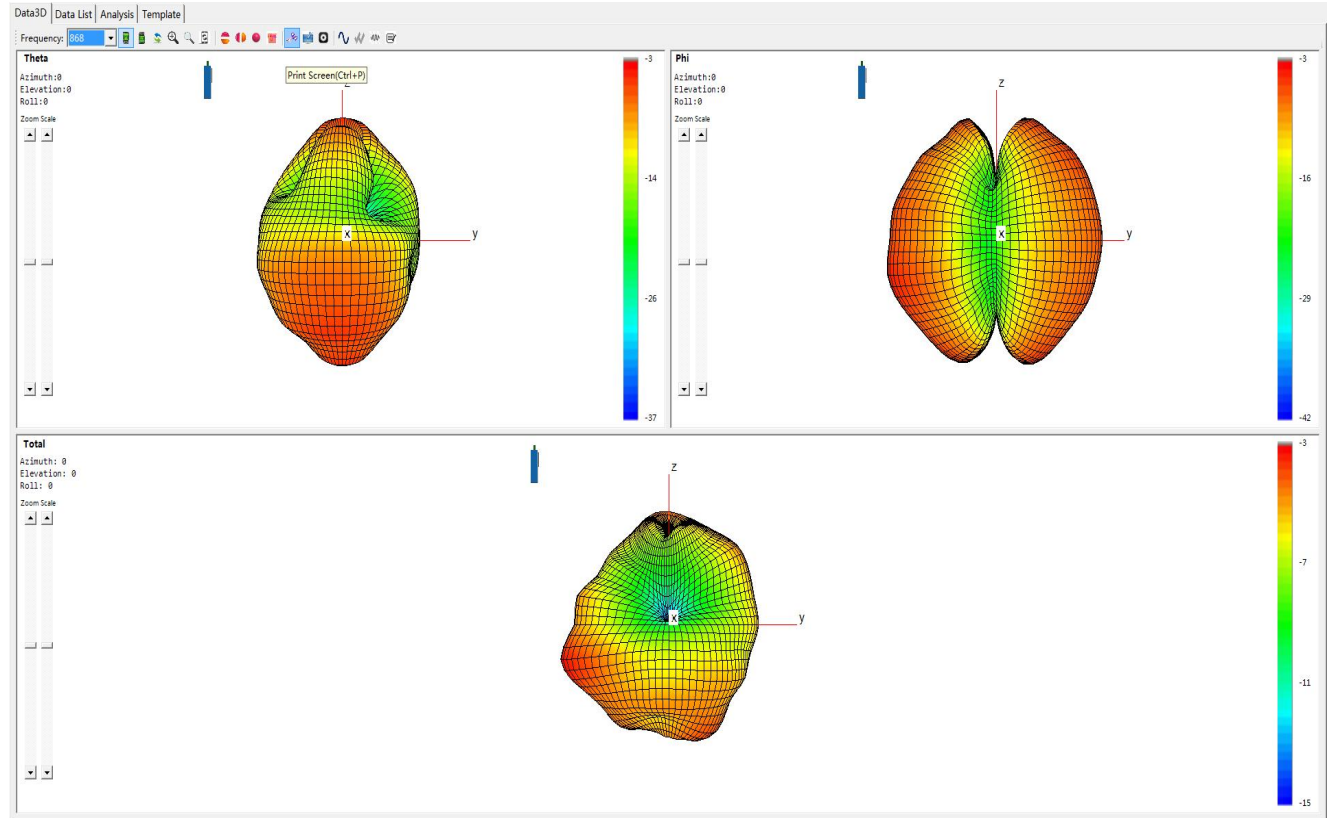 Data3D Data List Analysis Template
Frequency: 868
Print Screen(Ctrl+P)
Theta
Azimuth:0
Elevation:0
Roll:0
Zoom Scale
z
x
y
-3
-14
-26
-37
Phi
Azimuth:0
Elevation:0
Roll:0
Zoom Scale
z
x
y
-3
-16
-29
-42
Total
Azimuth: 0
Elevation: 0
Roll: 0
Zoom Scale
z
x
y
-3
-7
-11
-15